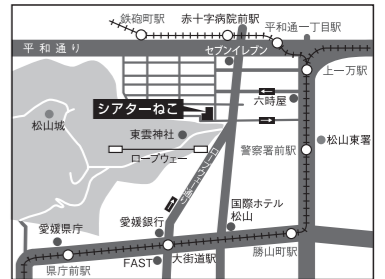 鉄砲町駅
赤十字病院前駅
平和通一丁目駅
平和通り
セブンイレブン
上一万駅
六時屋
シアターねこ
松山城
東雲神社
ロープウェー
警察署前駅
松山東署
ロープウェー通り
国際ホテル
松山
愛媛県庁
愛媛銀行
勝山町駅
県庁前駅
FAST
大街道駅